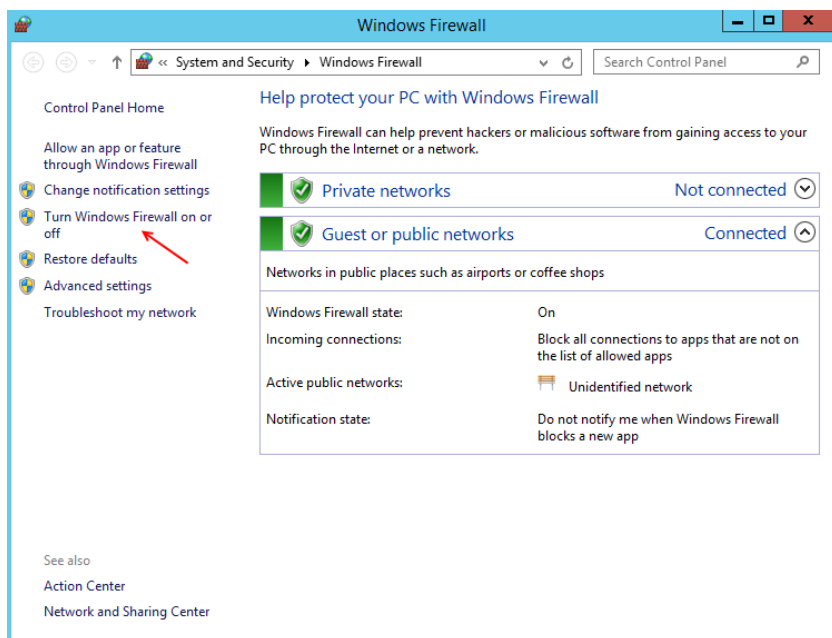 Windows Firewall
« System and Security ▸ Windows Firewall
Search Control Panel
Control Panel Home
Allow an app or feature
through Windows Firewall
Change notification settings
Turn Windows Firewall on or
off
Restore defaults
Advanced settings
Troubleshoot my network
Help protect your PC with Windows Firewall
Windows Firewall can help prevent hackers or malicious software from gaining access to your
PC through the Internet or a network.
Private networks Not connected
Guest or public networks Connected
Networks in public places such as airports or coffee shops
Windows Firewall state: On
Incoming connections: Block all connections to apps that are not on
the list of allowed apps
Active public networks: Unidentified network
Notification state: Do not notify me when Windows Firewall
blocks a new app
See also
Action Center
Network and Sharing Center